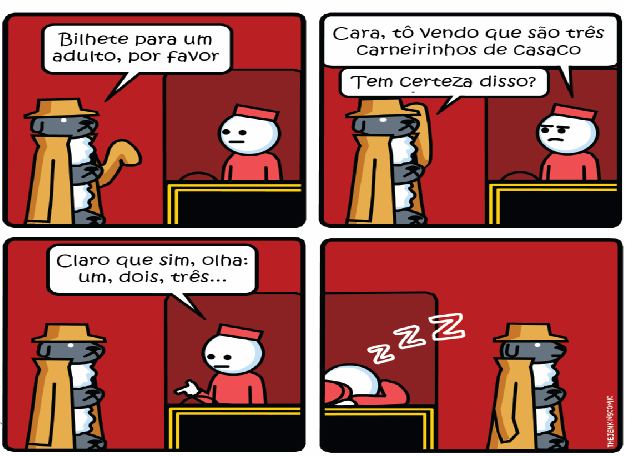 Bilhete para um
adulto, por favor
Cara, tô vendo que são três
carneirinhos de casaco
Tem certeza disso?
Claro que sim, olha:
um, dois, três...
z z z
THEJENKINSCOMIC